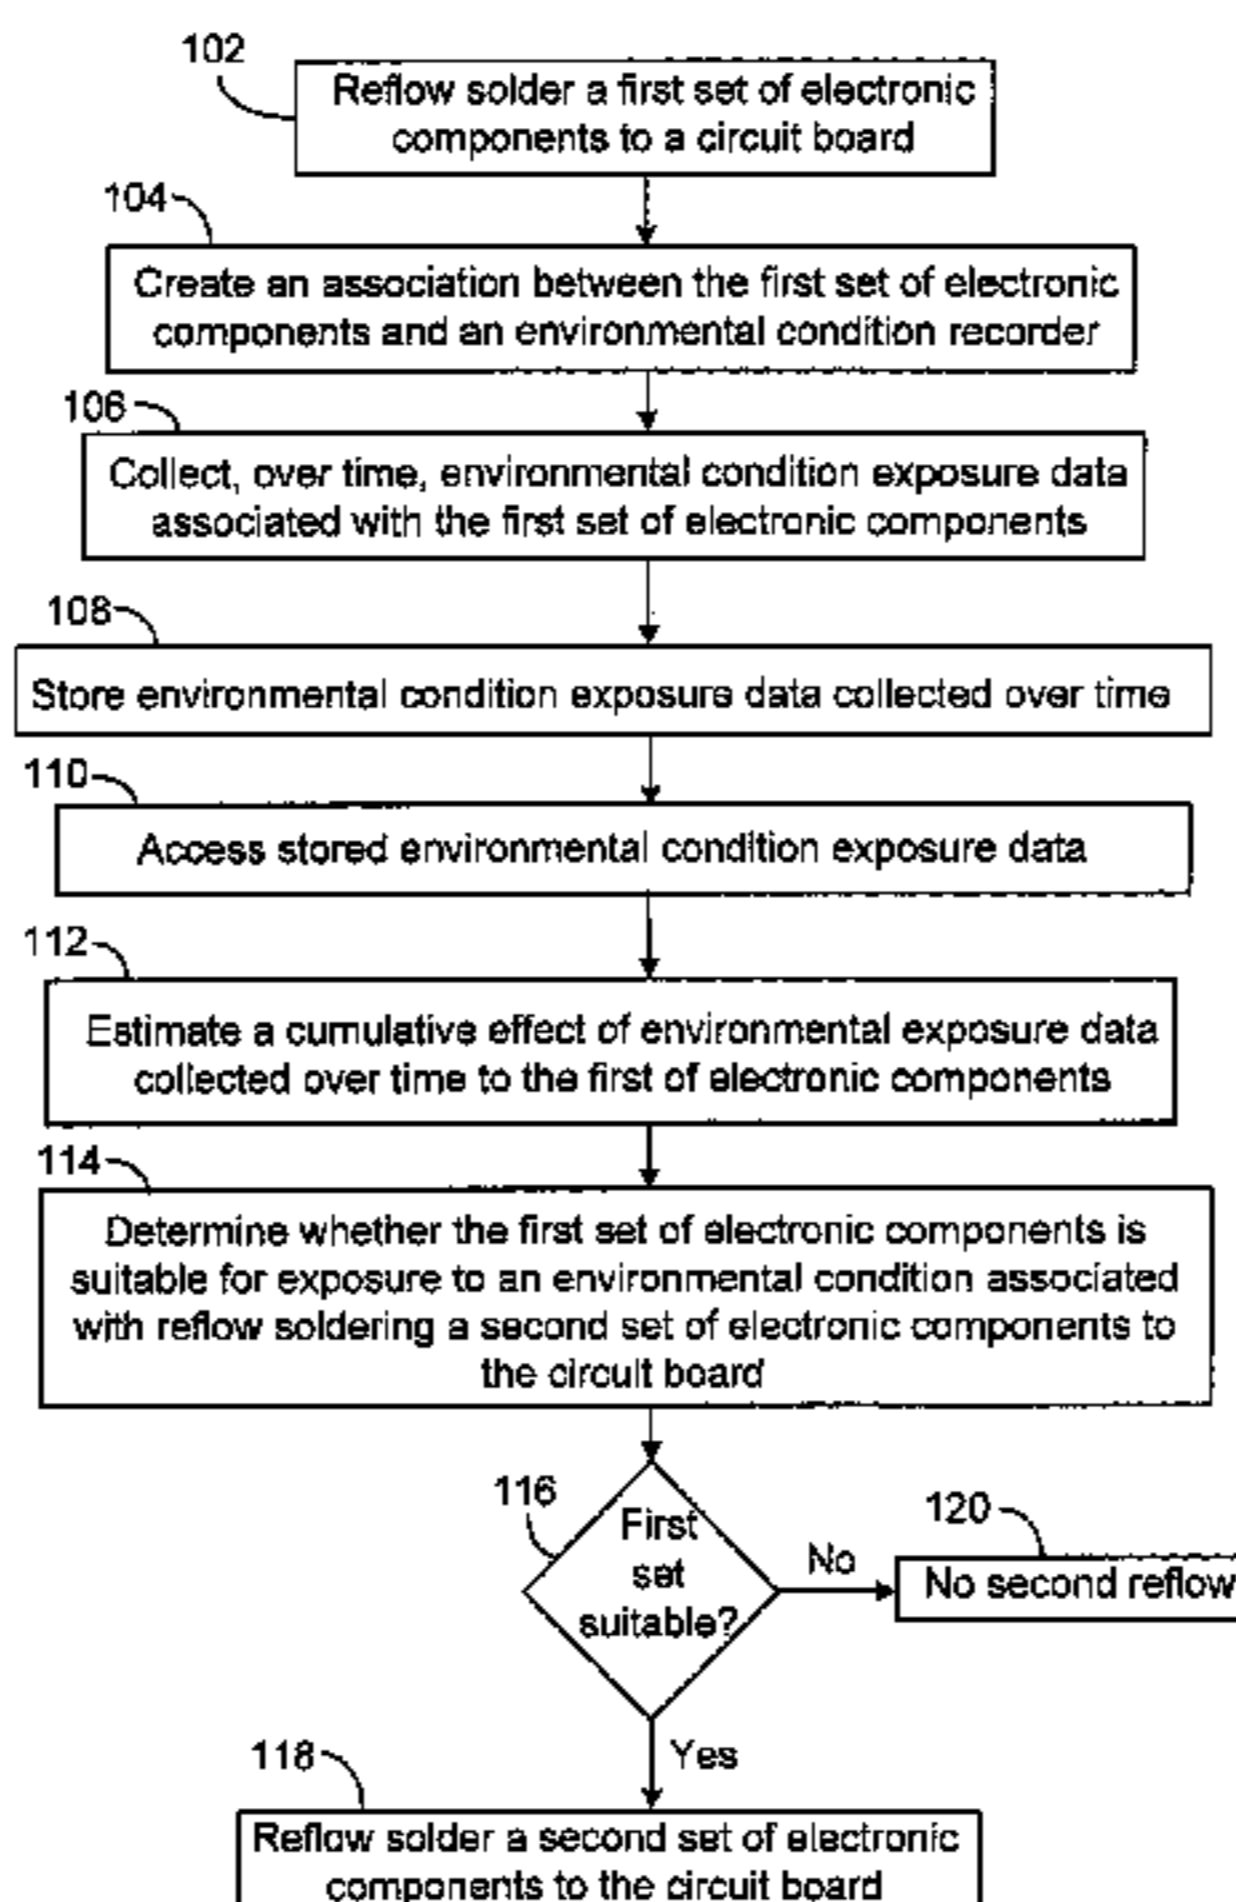 102
Reflow solder a first set of electronic
components to a circuit board
104
Create an association between the first set of electronic
components and an environmental condition recorder
106
Collect, over time, environmental condition exposure data
associated with the first set of electronic components
108
Store environmental condition exposure data collected over time
110
Access stored environmental condition exposure data
112
Estimate a cumulative effect of environmental exposure data
collected over time to the first of electronic components
114
Determine whether the first set of electronic components is
suitable for exposure to an environmental condition associated
with reflow soldering a second set of electronic components to
the circuit board
116
First
set
suitable?
No
120
No second reflow
Yes
118
Reflow solder a second set of electronic
components to the circuit board